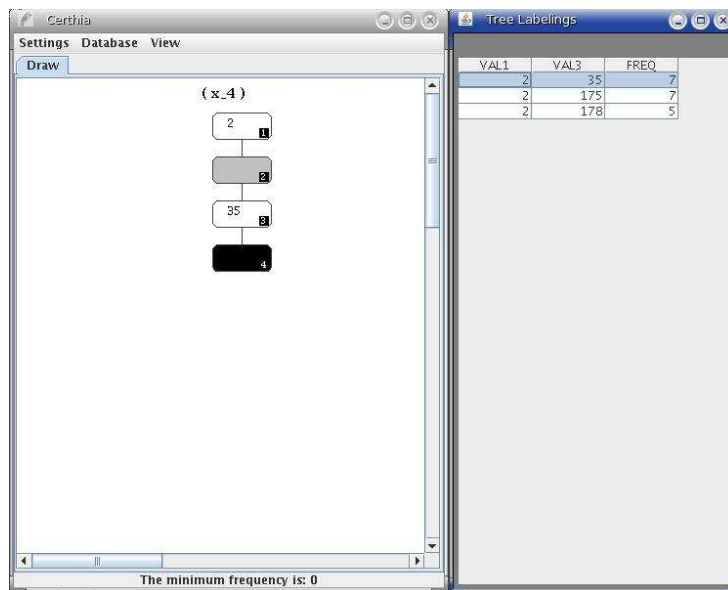 Certhia
Settings Database View
Draw
( x_4 )
2
1
2
35
3
4
The minimum frequency is: 0
Tree Labelings
VAL1 VAL3 FREQ
2 35 7
2 175 7
2 178 5